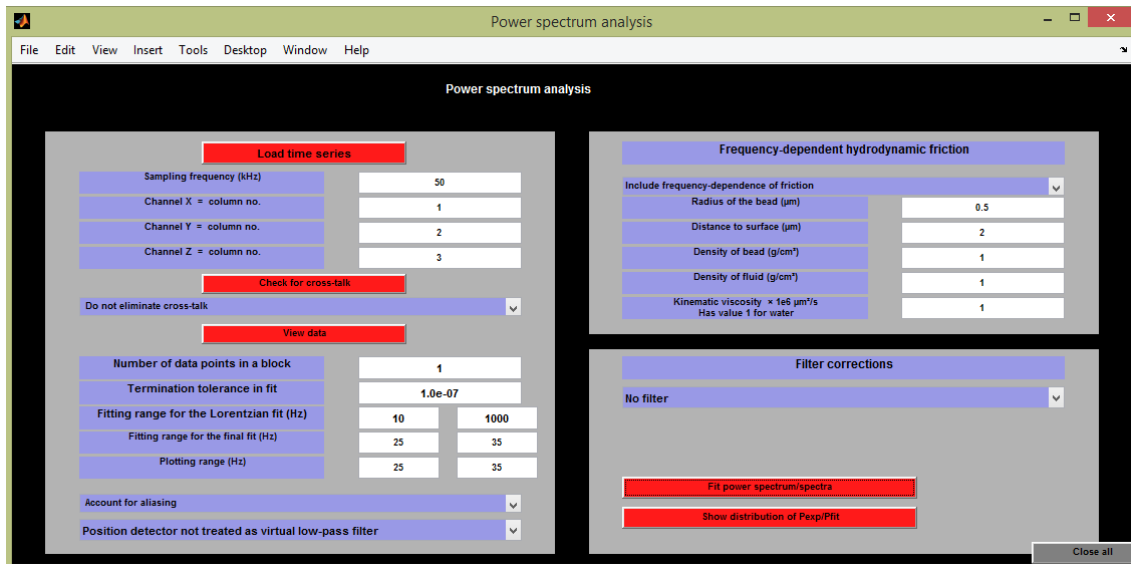 Power spectrum analysis
File Edit View Insert Tools Desktop Window Help
Power spectrum analysis
Load time series
Sampling frequency (kHz) 50
Channel X = column no. 1
Channel Y = column no. 2
Channel Z = column no. 3
Check for cross-talk
Do not eliminate cross-talk
View data
Number of data points in a block 1
Termination tolerance in fit 1.0e-07
Fitting range for the Lorentzian fit (Hz) 10 1000
Fitting range for the final fit (Hz) 25 35
Plotting range (Hz) 25 35
Account for aliasing
Position detector not treated as virtual low-pass filter
Frequency-dependent hydrodynamic friction
Include frequency-dependence of friction
Radius of the bead (µm) 0.5
Distance to surface (µm) 2
Density of bead (g/cm³) 1
Density of fluid (g/cm³) 1
Kinematic viscosity × 1e6 µm²/s
Has value 1 for water 1
Filter corrections
No filter
Fit power spectrum/spectra
Show distribution of Pexp/Pfit
Close all